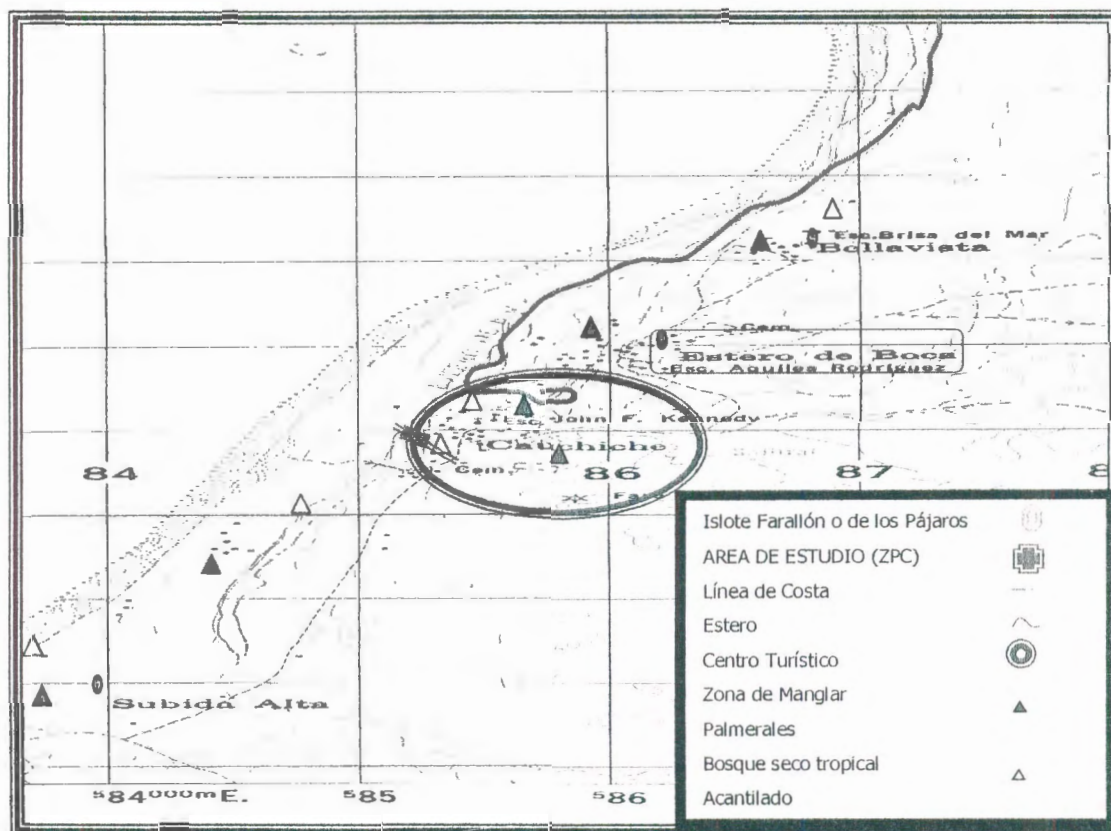 Esc. Brisa del Mar
Bellavista
Cem.
Estero de Boca
Esc. Aquiles Rodríguez
Esc. John F. Kennedy
Cauchiche
Cem.
84
86
87
8
Subida Alta
584000mE.
585
586
Islote Farallón o de los Pájaros
AREA DE ESTUDIO (ZPC)
Línea de Costa
Estero
Centro Turístico
Zona de Manglar
Palmerales
Bosque seco tropical
Acantilado